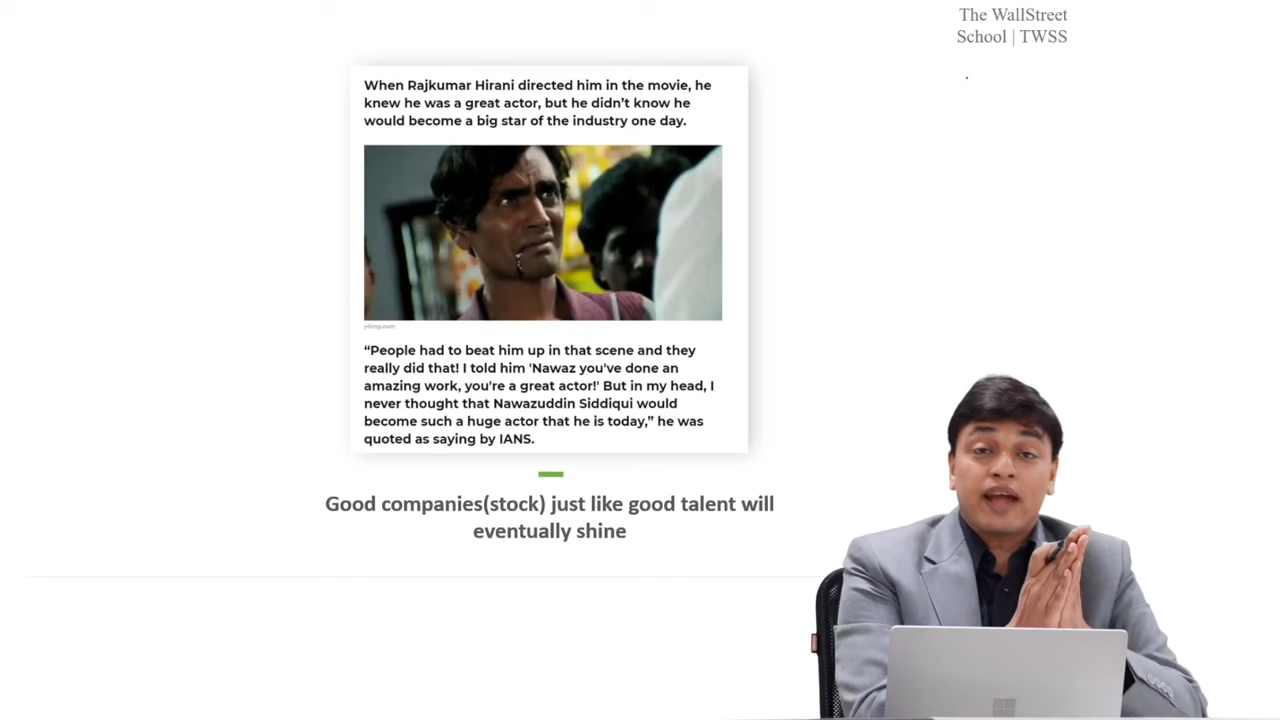 The WallStreet
School | TWSS
When Rajkumar Hirani directed him in the movie, he
knew he was a great actor, but he didn’t know he
would become a big star of the industry one day.
ytimg.com
“People had to beat him up in that scene and they
really did that! I told him 'Nawaz you've done an
amazing work, you're a great actor!' But in my head, I
never thought that Nawazuddin Siddiqui would
become such a huge actor that he is today,” he was
quoted as saying by IANS.
Good companies(stock) just like good talent will
eventually shine